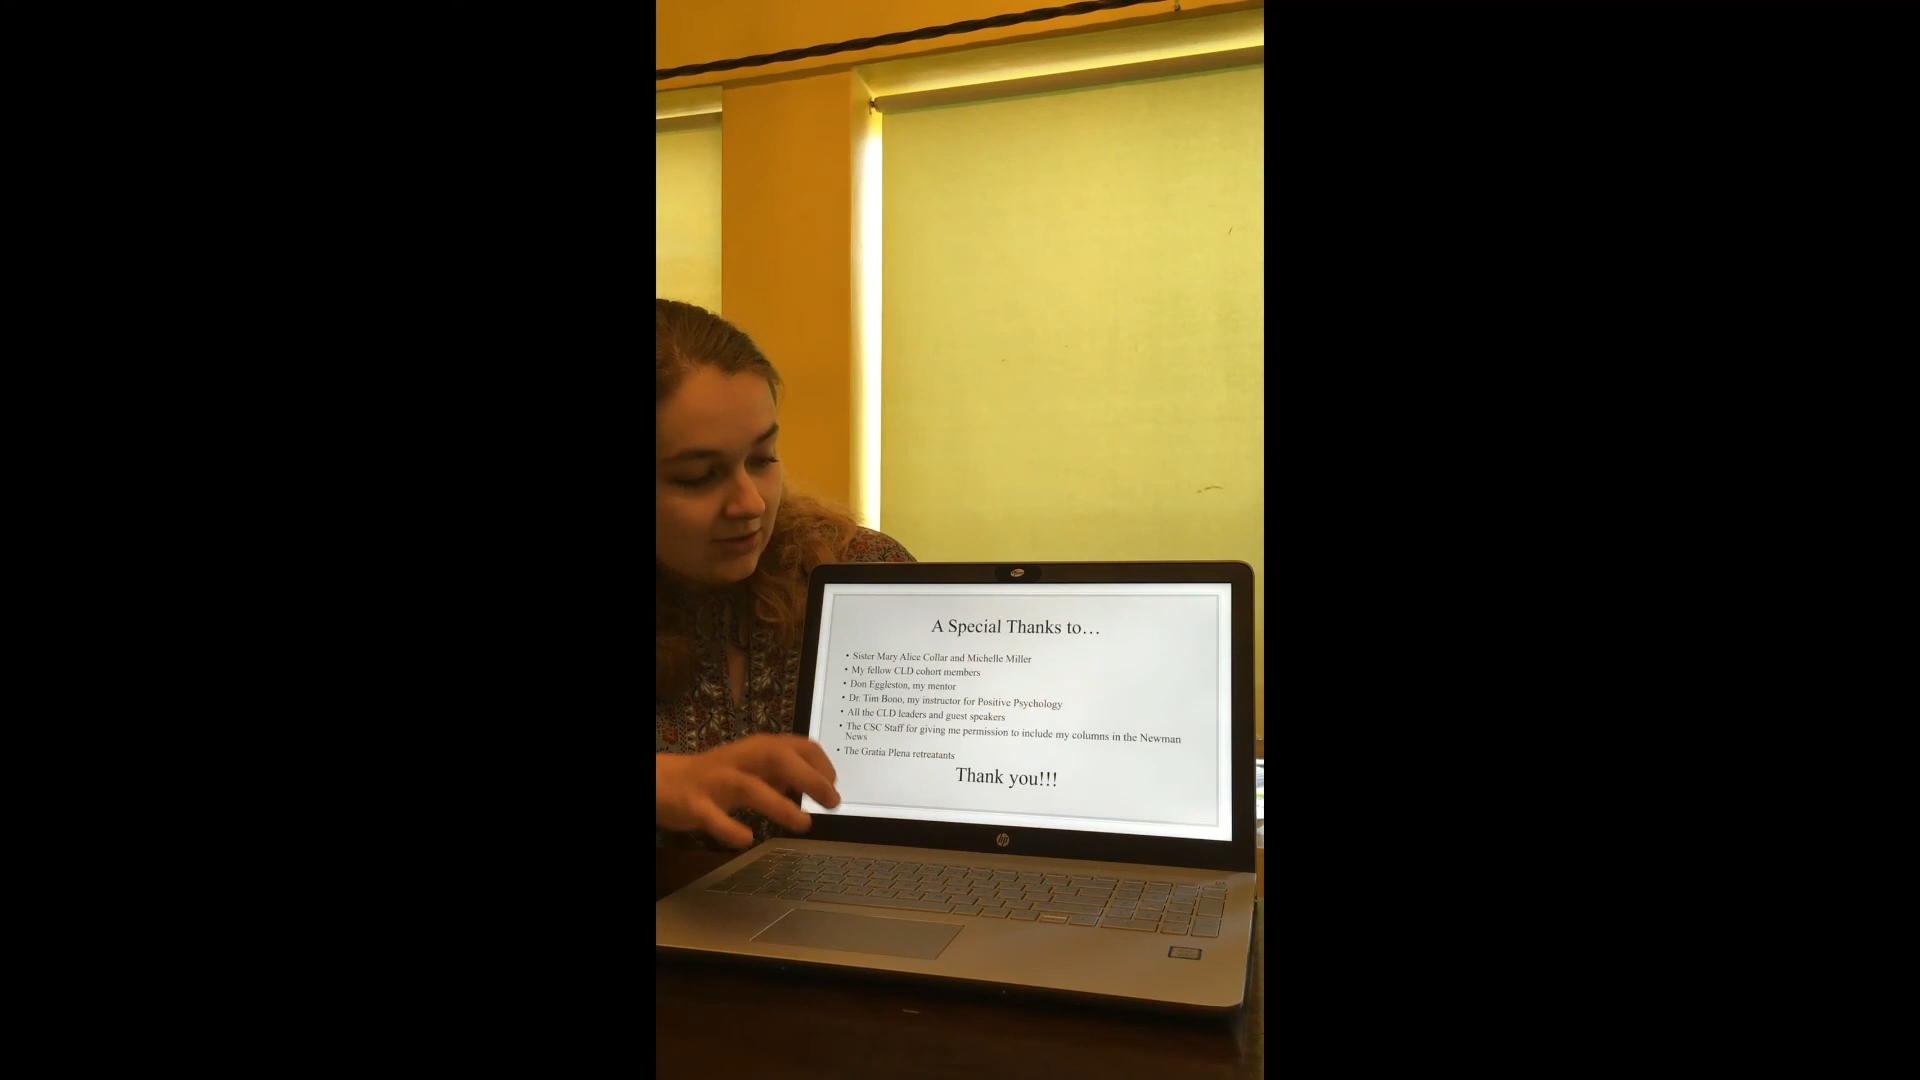 A Special Thanks to…
• Sister Mary Alice Collar and Michelle Miller
• My fellow CLD cohort members
• Don Eggleston, my mentor
• Dr. Tim Bono, my instructor for Positive Psychology
• All the CLD leaders and guest speakers
• The CSC Staff for giving me permission to include my columns in the Newman
News
• The Gratia Plena retreatants
Thank you!!!
hp